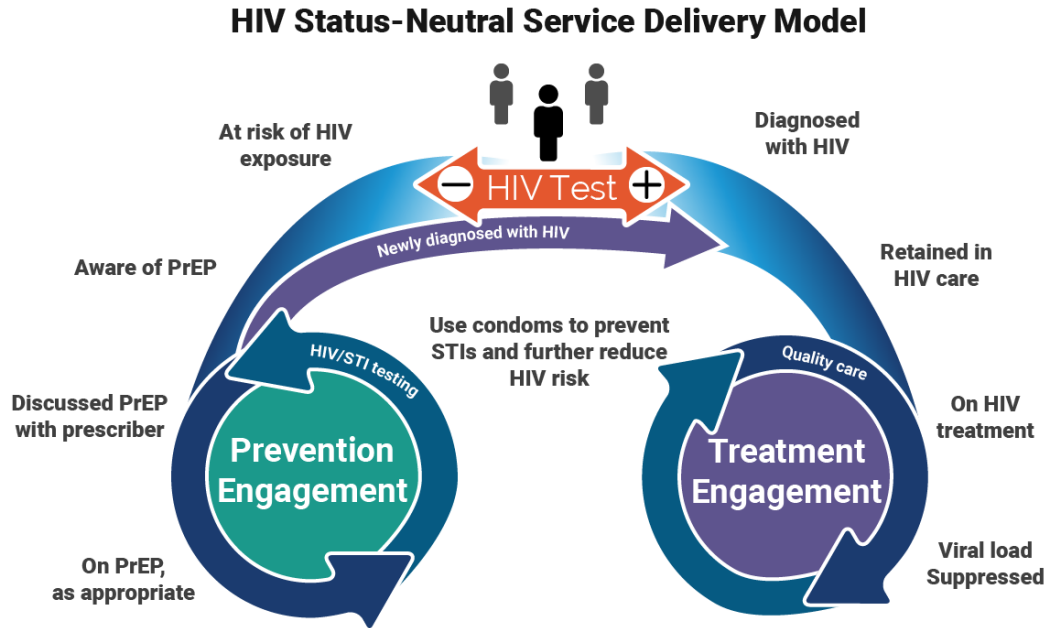 HIV Status-Neutral Service Delivery Model
At risk of HIV
exposure
Diagnosed
with HIV
HIV Test
Newly diagnosed with HIV
Aware of PrEP
Retained in
HIV care
Use condoms to prevent
STIs and further reduce
HIV risk
HIV/STI testing
Quality care
Discussed PrEP
with prescriber
On HIV
treatment
Prevention
Engagement
Treatment
Engagement
On PrEP,
as appropriate
Viral load
Suppressed